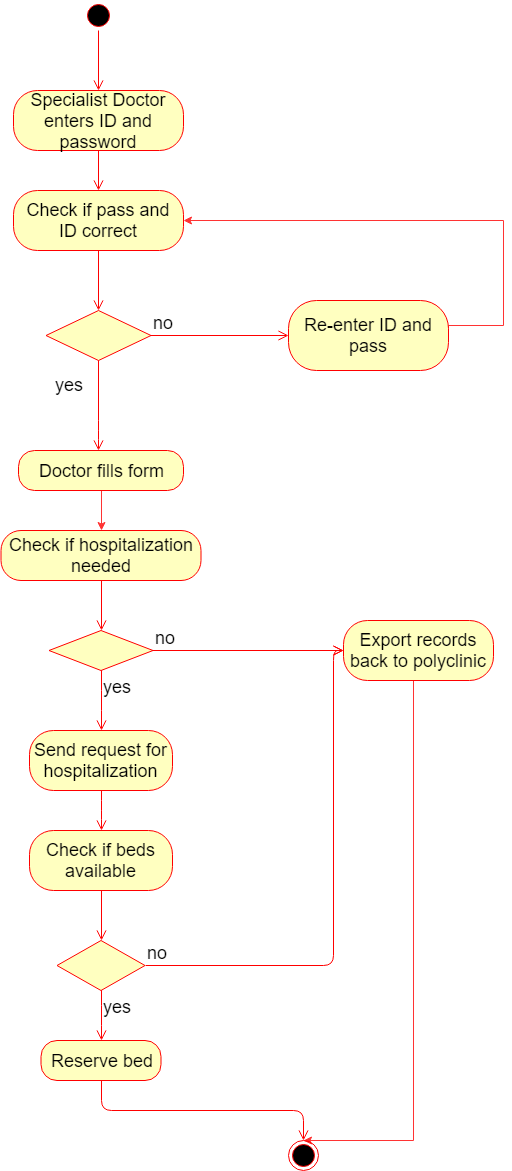 Specialist Doctor
enters ID and
password
Check if pass and
ID correct
no
Re-enter ID and
pass
yes
Doctor fills form
Check if hospitalization
needed
no
Export records
back to polyclinic
yes
Send request for
hospitalization
Check if beds
available
no
yes
Reserve bed